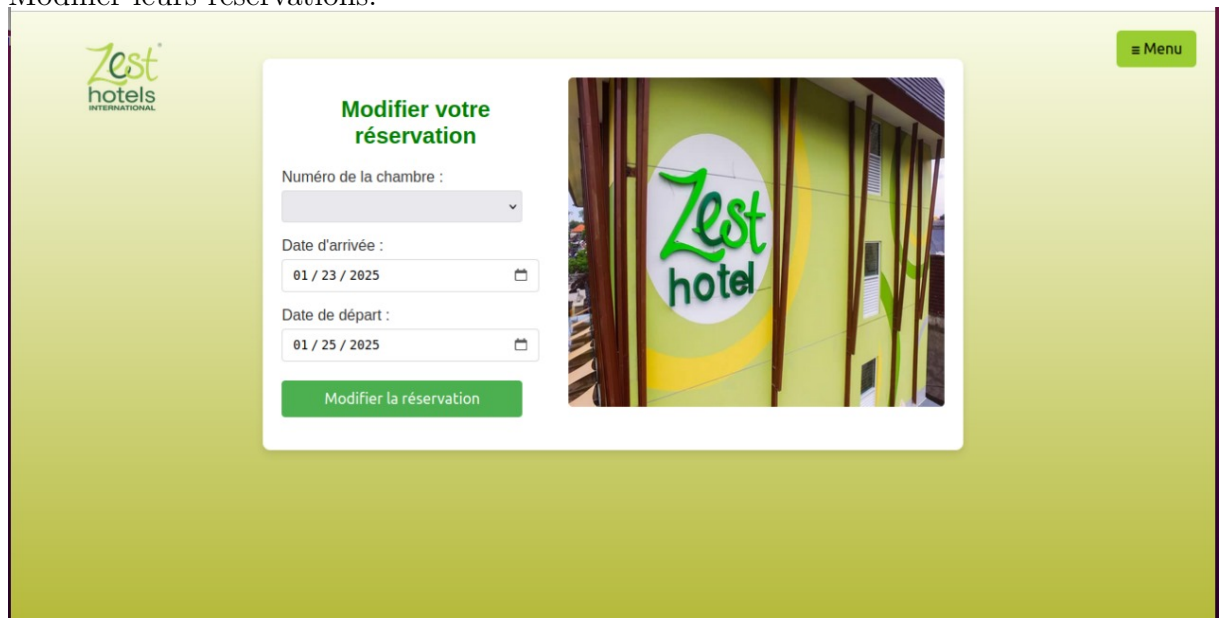 Modifier leurs réservations.
≡ Menu
Zest
hotels
INTERNATIONAL
Modifier votre
réservation
Numéro de la chambre :
Date d'arrivée :
01 / 23 / 2025
Date de départ :
01 / 25 / 2025
Modifier la réservation
Zest
hotel